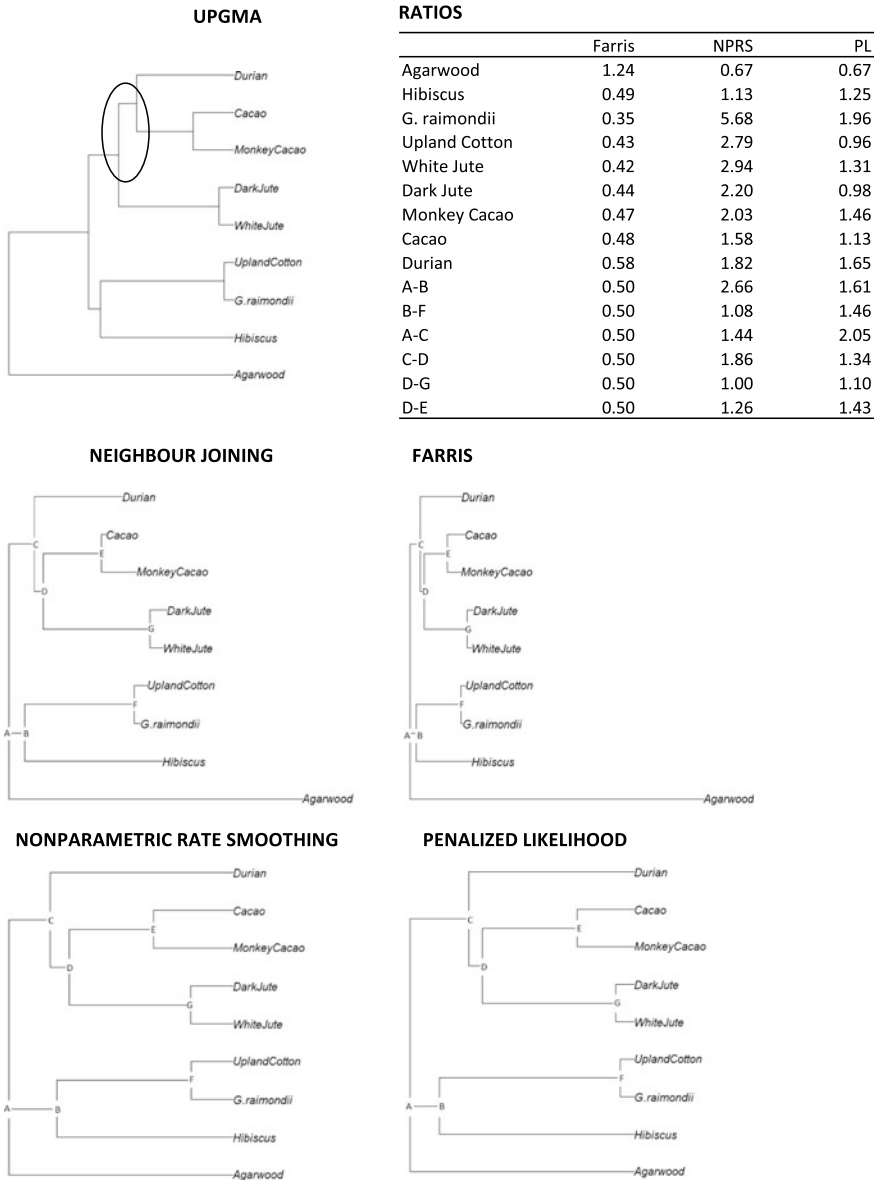 UPGMA
Durian
Cacao
MonkeyCacao
DarkJute
WhiteJute
UplandCotton
G.raimondii
Hibiscus
Agarwood
RATIOS
Farris NPRS PL
Agarwood 1.24 0.67 0.67
Hibiscus 0.49 1.13 1.25
G. raimondii 0.35 5.68 1.96
Upland Cotton 0.43 2.79 0.96
White Jute 0.42 2.94 1.31
Dark Jute 0.44 2.20 0.98
Monkey Cacao 0.47 2.03 1.46
Cacao 0.48 1.58 1.13
Durian 0.58 1.82 1.65
A-B 0.50 2.66 1.61
B-F 0.50 1.08 1.46
A-C 0.50 1.44 2.05
C-D 0.50 1.86 1.34
D-G 0.50 1.00 1.10
D-E 0.50 1.26 1.43
NEIGHBOUR JOINING
Durian
Cacao
C
E
MonkeyCacao
D
DarkJute
G
WhiteJute
UplandCotton
F
G.raimondii
A B
Hibiscus
Agarwood
FARRIS
Durian
Cacao
C
E
MonkeyCacao
D
DarkJute
G
WhiteJute
UplandCotton
F
G.raimondii
A B
Hibiscus
Agarwood
NONPARAMETRIC RATE SMOOTHING
Durian
Cacao
C
E
MonkeyCacao
D
DarkJute
G
WhiteJute
UplandCotton
F
G.raimondii
A B
Hibiscus
Agarwood
PENALIZED LIKELIHOOD
Durian
Cacao
C
E
MonkeyCacao
D
DarkJute
G
WhiteJute
UplandCotton
F
G.raimondii
A B
Hibiscus
Agarwood